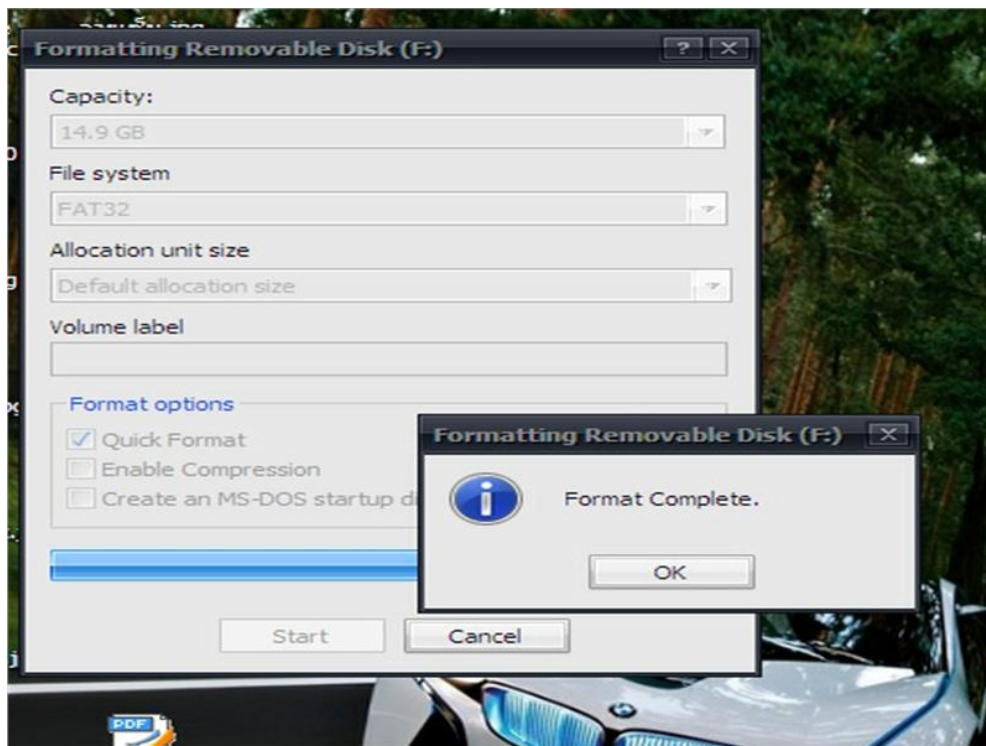 Formatting Removable Disk (F:)
Capacity:
14.9 GB
File system
FAT32
Allocation unit size
Default allocation size
Volume label
Format options
Quick Format
Enable Compression
Create an MS-DOS startup di
Formatting Removable Disk (F:)
Format Complete.
OK
Start
Cancel
PDF